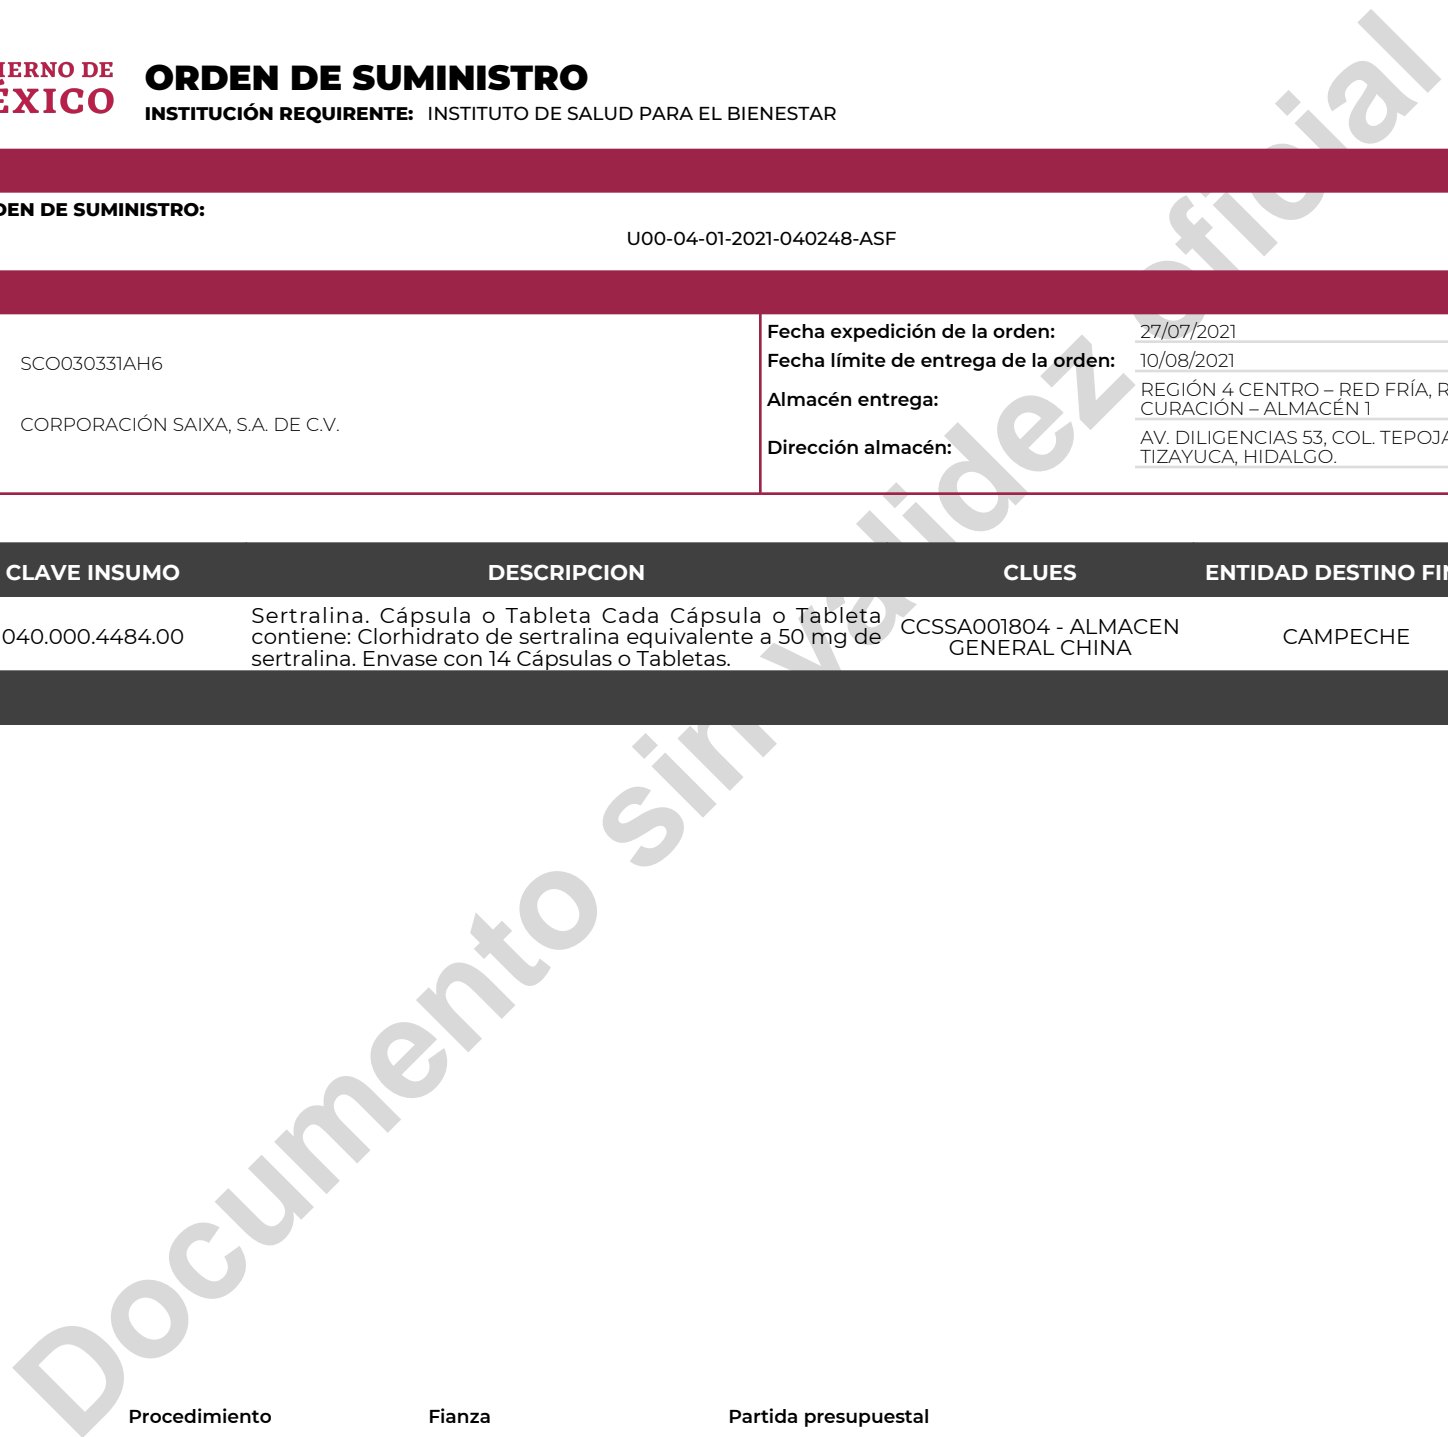 IERNO DE
ÉXICO
ORDEN DE SUMINISTRO
INSTITUCIÓN REQUIRENTE: INSTITUTO DE SALUD PARA EL BIENESTAR
DEN DE SUMINISTRO:
U00-04-01-2021-040248-ASF
SCO030331AH6
CORPORACIÓN SAIXA, S.A. DE C.V.
Fecha expedición de la orden: 27/07/2021
Fecha límite de entrega de la orden: 10/08/2021
Almacén entrega: REGIÓN 4 CENTRO – RED FRÍA, R
CURACIÓN – ALMACÉN 1
Dirección almacén: AV. DILIGENCIAS 53, COL. TEPOJA
TIZAYUCA, HIDALGO.
CLAVE INSUMO DESCRIPCION CLUES ENTIDAD DESTINO FIN
040.000.4484.00
Sertralina. Cápsula o Tableta Cada Cápsula o Tableta
contiene: Clorhidrato de sertralina equivalente a 50 mg de
sertralina. Envase con 14 Cápsulas o Tabletas.
CCSSA001804 - ALMACEN
GENERAL CHINA
CAMPECHE
Documento sin validez oficial
Procedimiento Fianza Partida presupuestal